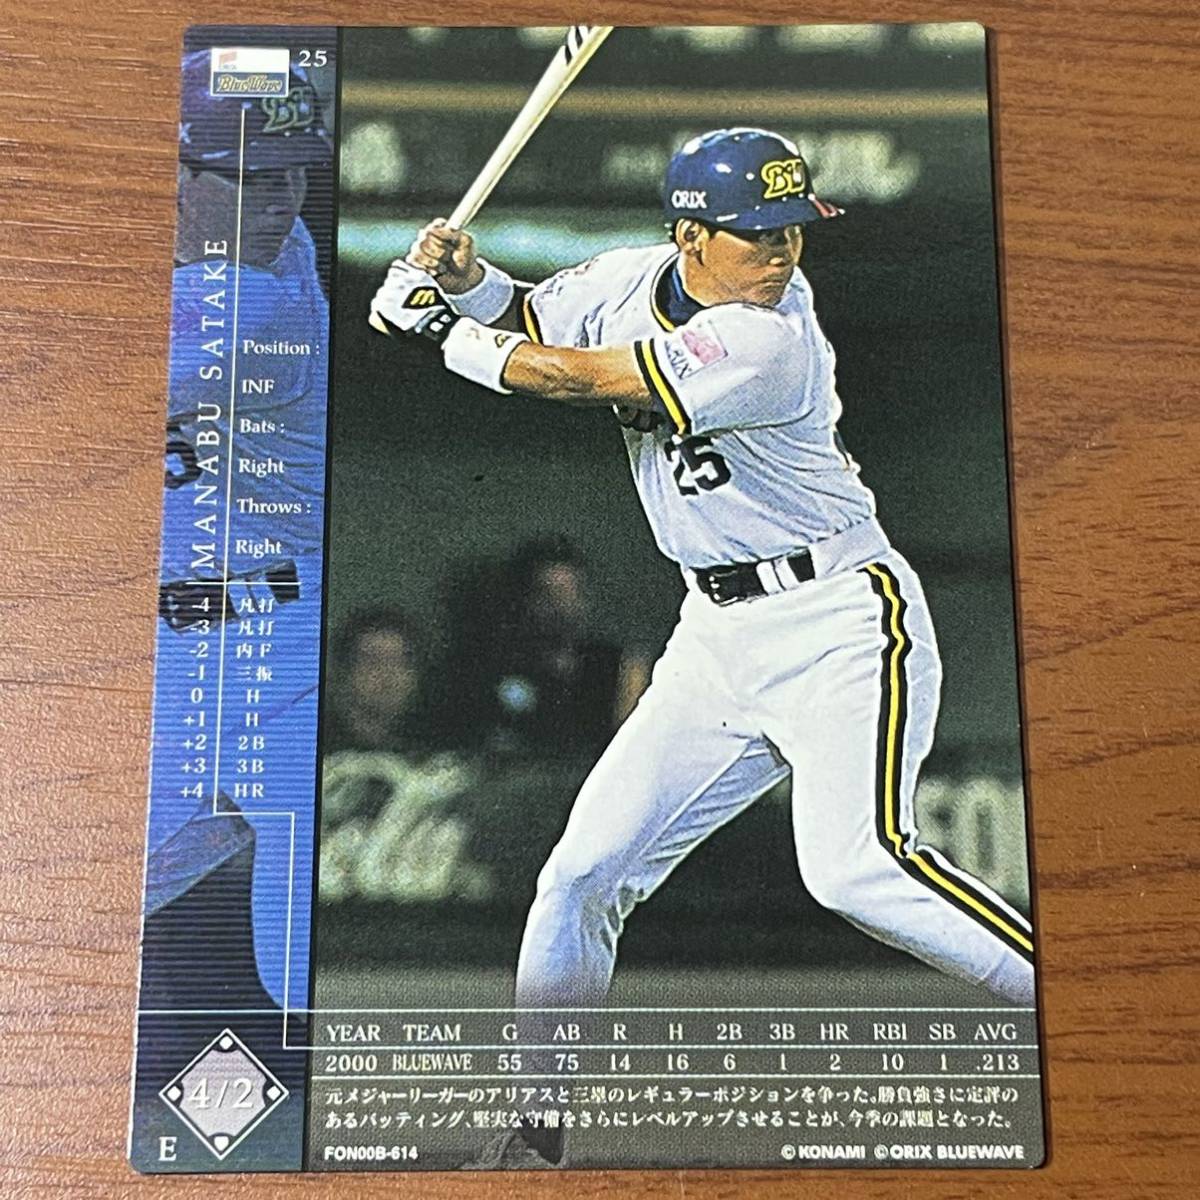 BlueWave
25
MANABU SATAKE
Position :
INF
Bats :
Right
Throws :
Right
-4 凡打
-3 凡打
-2 内F
-1 三振
0 H
+1 H
+2 2B
+3 3B
+4 HR
4/2
E
ORIX
ORIX
25
YEAR TEAM G AB R H 2B 3B HR RBI SB AVG
2000 BLUEWAVE 55 75 14 16 6 1 2 10 1 .213
元メジャーリーガーのアリアスと三塁のレギュラーポジションを争った。勝負強さに定評の
あるバッティング、堅実な守備をさらにレベルアップさせることが、今季の課題となった。
FON00B-614
©KONAMI ©ORIX BLUEWAVE